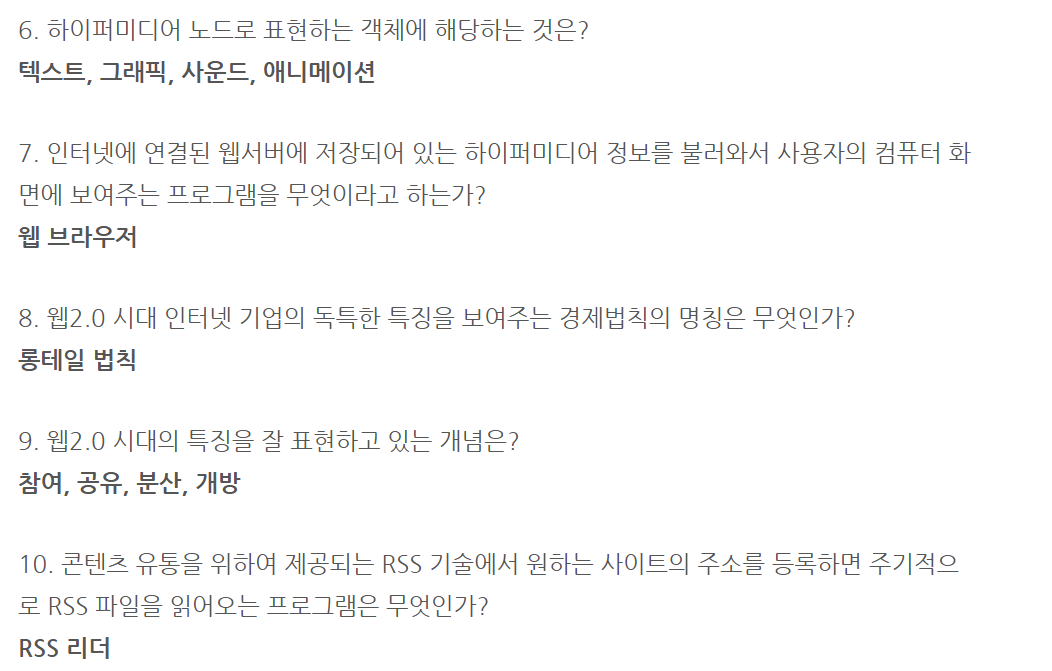 6. 하이퍼미디어 노드로 표현하는 객체에 해당하는 것은?
텍스트, 그래픽, 사운드, 애니메이션
7. 인터넷에 연결된 웹서버에 저장되어 있는 하이퍼미디어 정보를 불러와서 사용자의 컴퓨터 화
면에 보여주는 프로그램을 무엇이라고 하는가?
웹 브라우저
8. 웹2.0 시대 인터넷 기업의 독특한 특징을 보여주는 경제법칙의 명칭은 무엇인가?
롱테일 법칙
9. 웹2.0 시대의 특징을 잘 표현하고 있는 개념은?
참여, 공유, 분산, 개방
10. 콘텐츠 유통을 위하여 제공되는 RSS 기술에서 원하는 사이트의 주소를 등록하면 주기적으
로 RSS 파일을 읽어오는 프로그램은 무엇인가?
RSS 리더